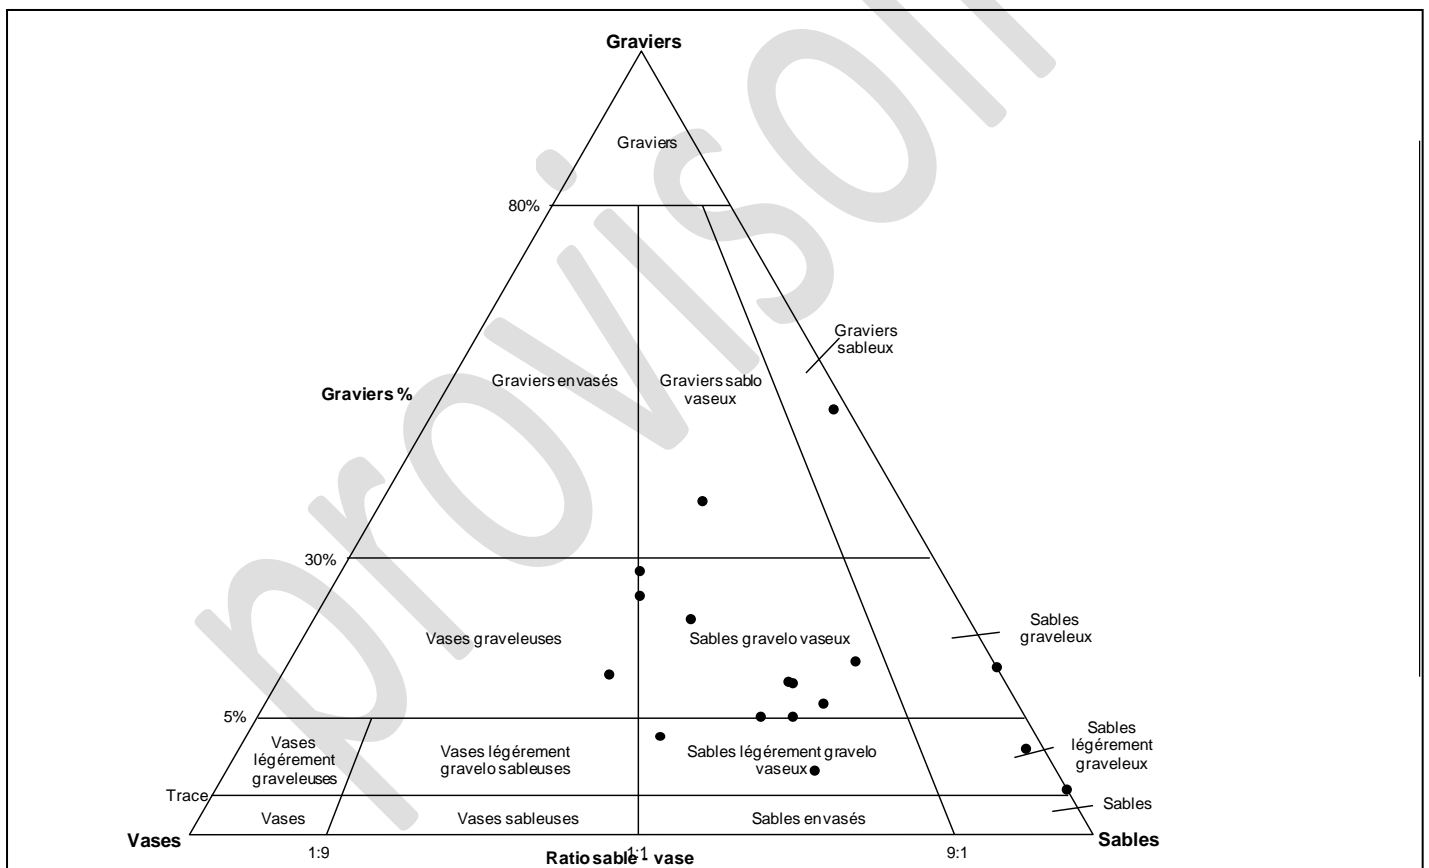 Graviers
Graviers
80%
Graviers
sableux
Graviers %
Graviers envasés
Graviers sablo
vaseux
30%
Sables
graveleux
Vases graveleuses
Sables gravelo vaseux
5%
Vases
légérement
graveleuses
Vases légérement
gravelo sableuses
Sables légérement gravelo
vaseux
Sables
légérement
graveleux
Trace
Vases
Vases sableuses
Sables envasés
Sables
Vases
Sables
1:9
1:1
9:1
Ratio sable - vase
provisoir